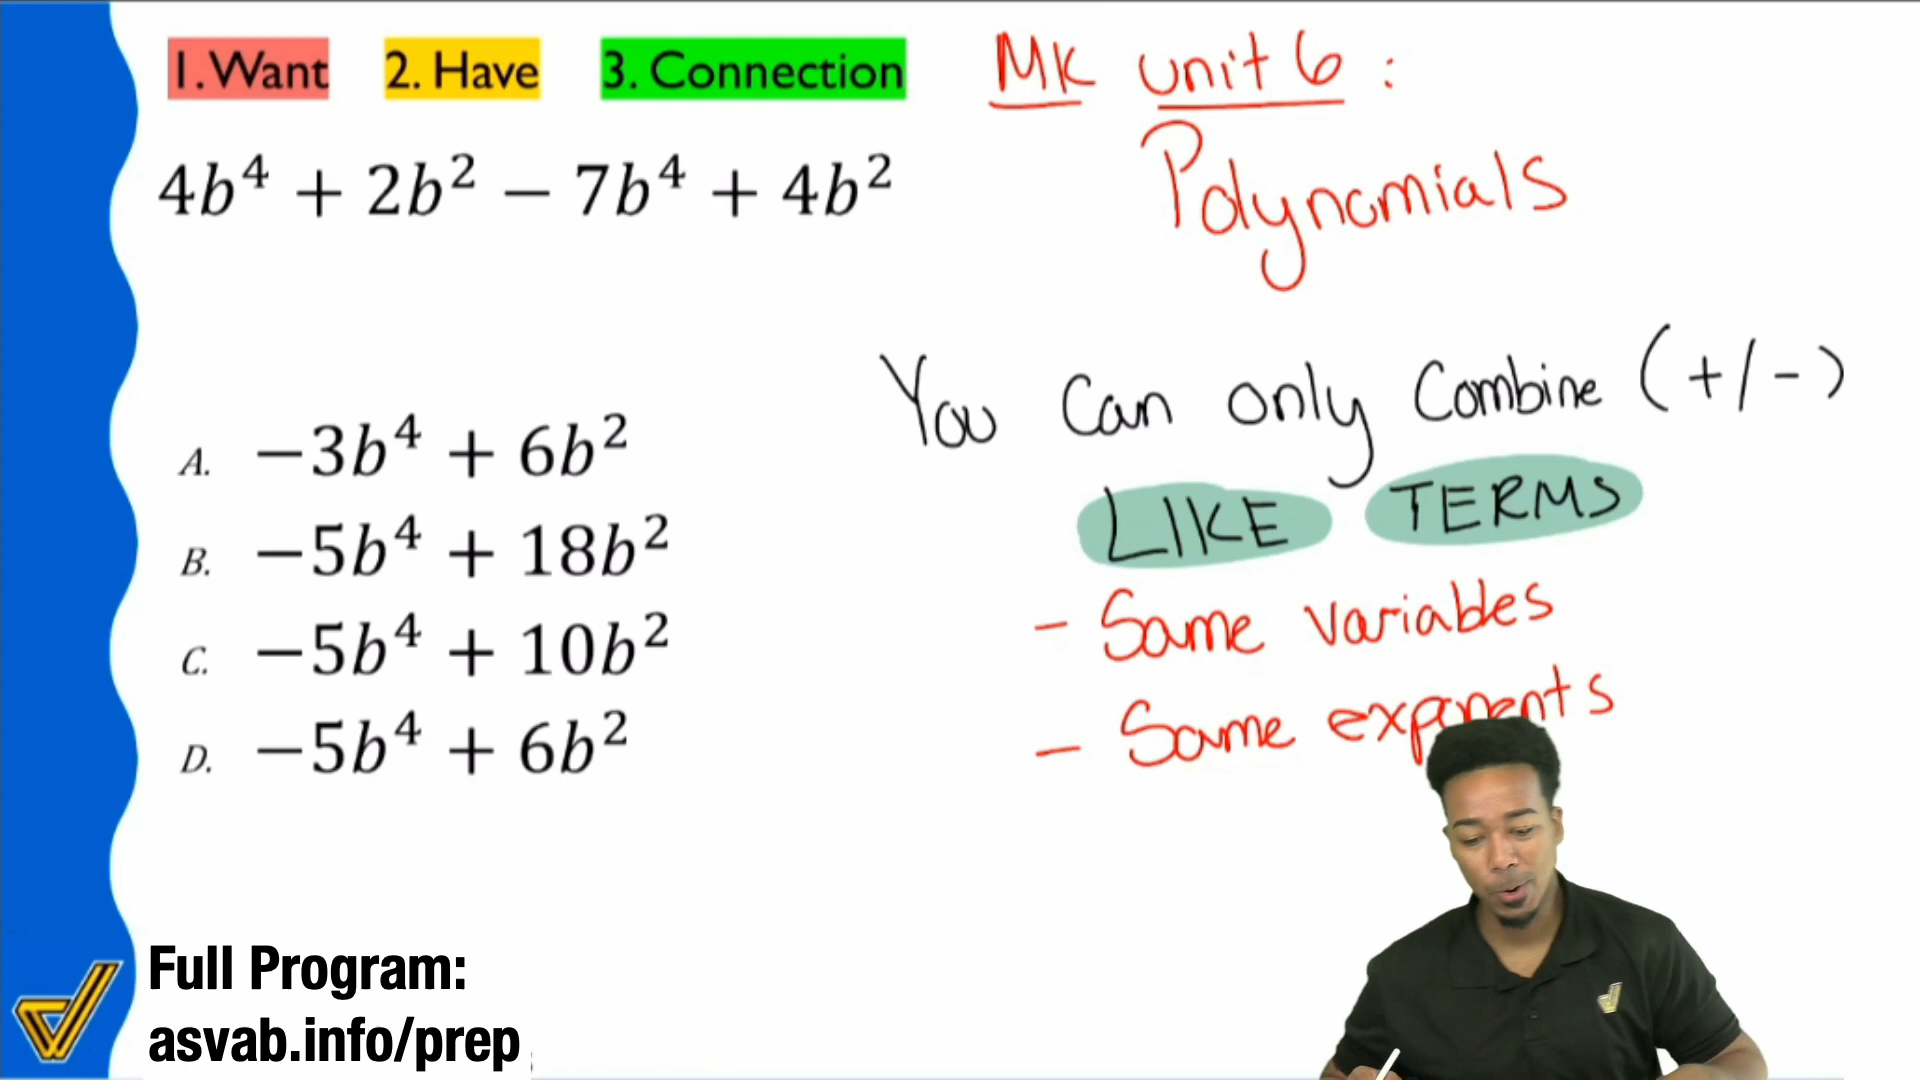 1. Want 2. Have 3. Connection
MK unit 6 :
Polynomials
4b⁴ + 2b² − 7b⁴ + 4b²
You can only combine (+/-)
LIKE TERMS
- Same variables
- Same exponents
A. −3b⁴ + 6b²
B. −5b⁴ + 18b²
C. −5b⁴ + 10b²
D. −5b⁴ + 6b²
Full Program:
asvab.info/prep